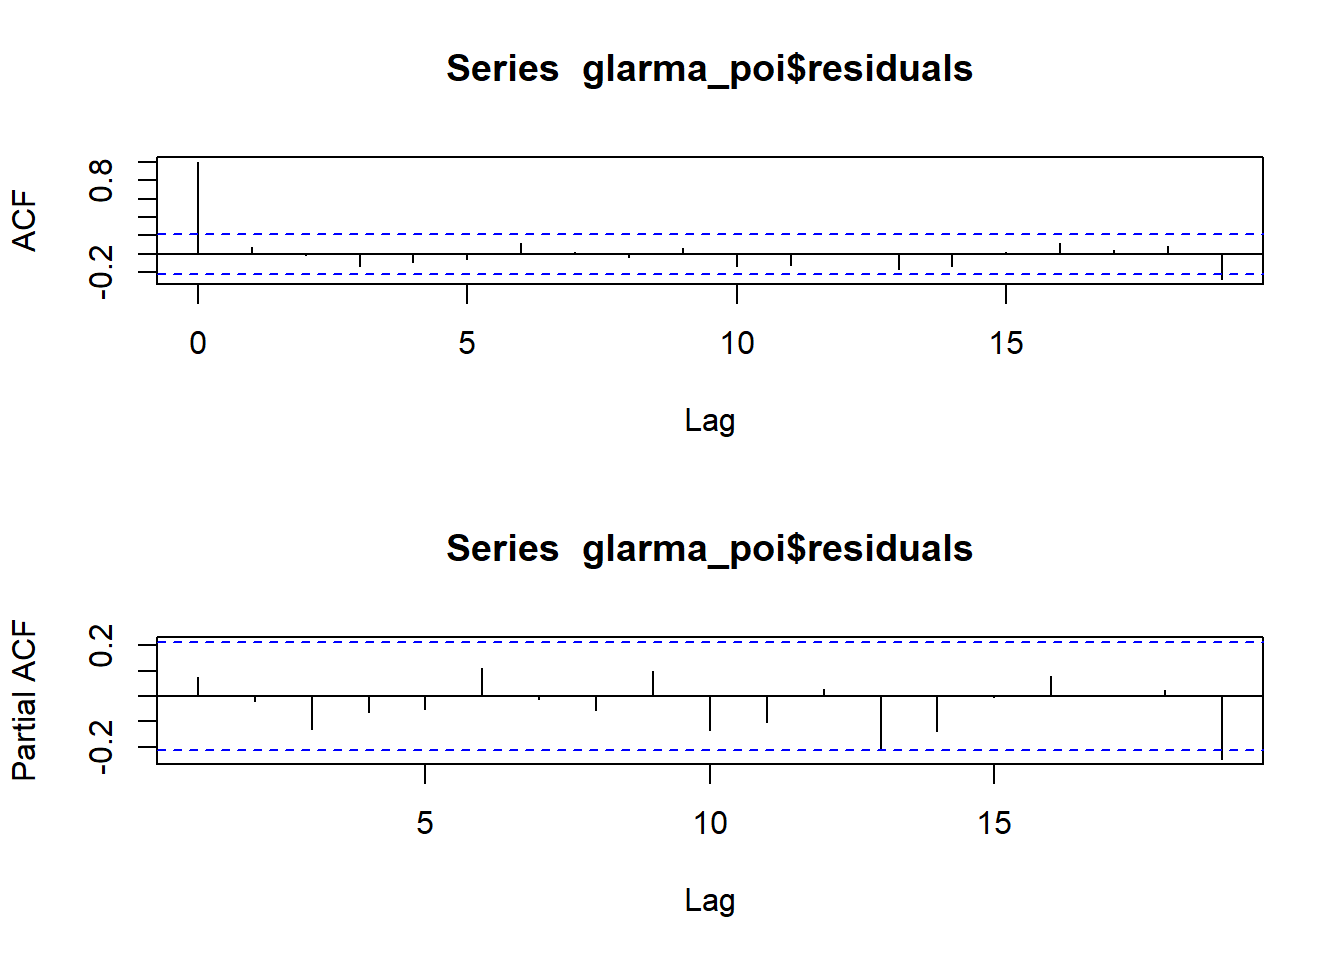 Series  glarma_poi$residuals
ACF
0.8
-0.2
0 5 10 15
Lag
Series  glarma_poi$residuals
Partial ACF
0.2
-0.2
5 10 15
Lag